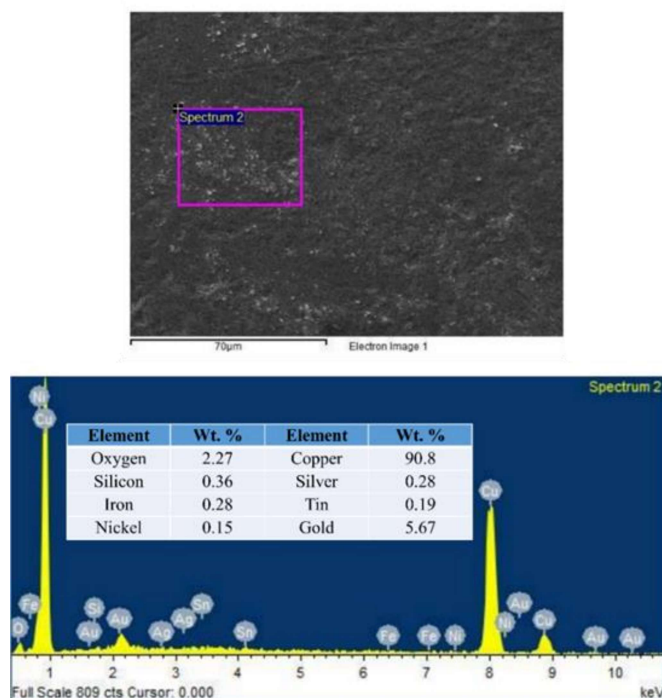 Spectrum 2
70µm Electron Image 1
Spectrum 2
Ni
Cu
Element Wt. % Element Wt. %
Oxygen 2.27 Copper 90.8
Silicon 0.36 Silver 0.28
Iron 0.28 Tin 0.19
Nickel 0.15 Gold 5.67
Cu
Fe Si Au Ag Sn Au
O Au Ag Sn Fe Fe Ni Ni Cu Au Au
1 2 3 4 5 6 7 8 9 10
Full Scale 809 cts Cursor: 0.000 keV